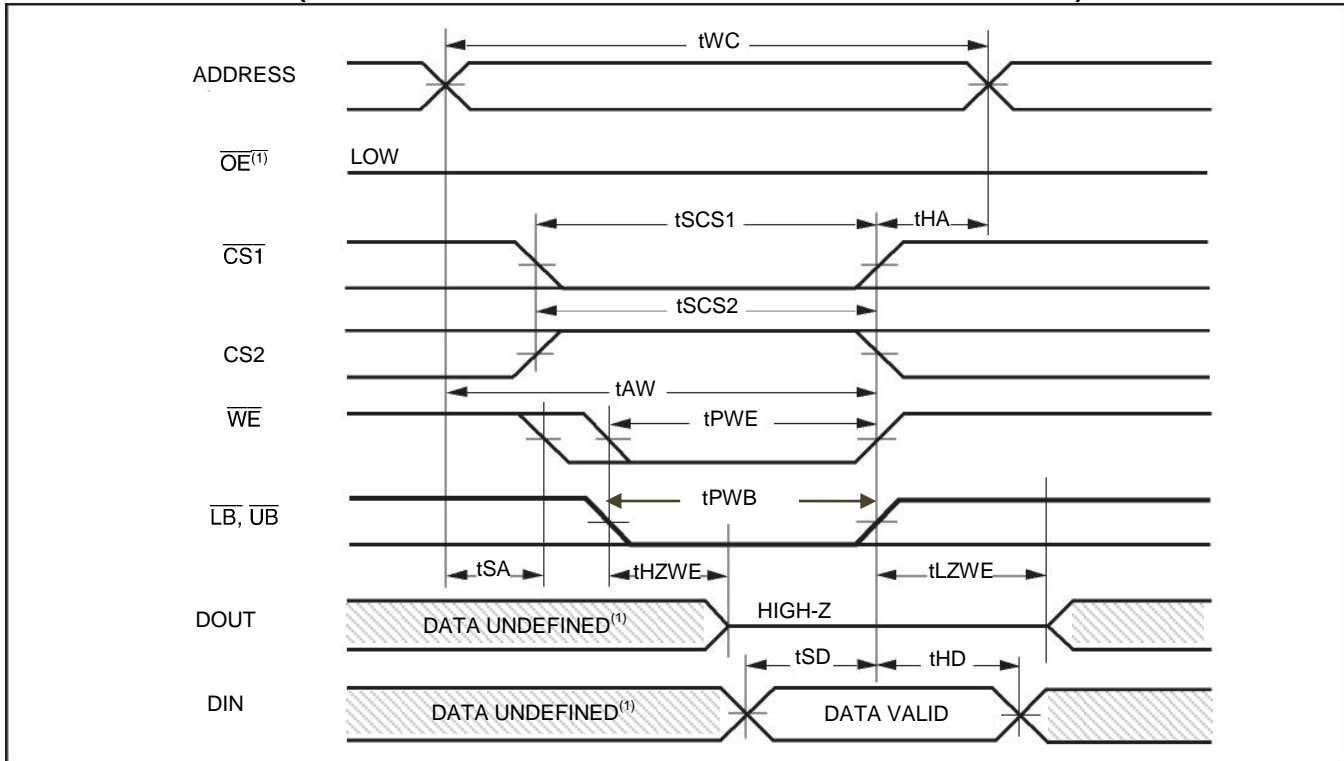 tWC
ADDRESS
OE(1) LOW
tSCS1 tHA
CS1
tSCS2
CS2
tAW
WE tPWE
tPWB
LB, UB
tSA tHZWE tLZWE
DOUT DATA UNDEFINED(1) HIGH-Z
tSD tHD
DIN DATA UNDEFINED(1) DATA VALID